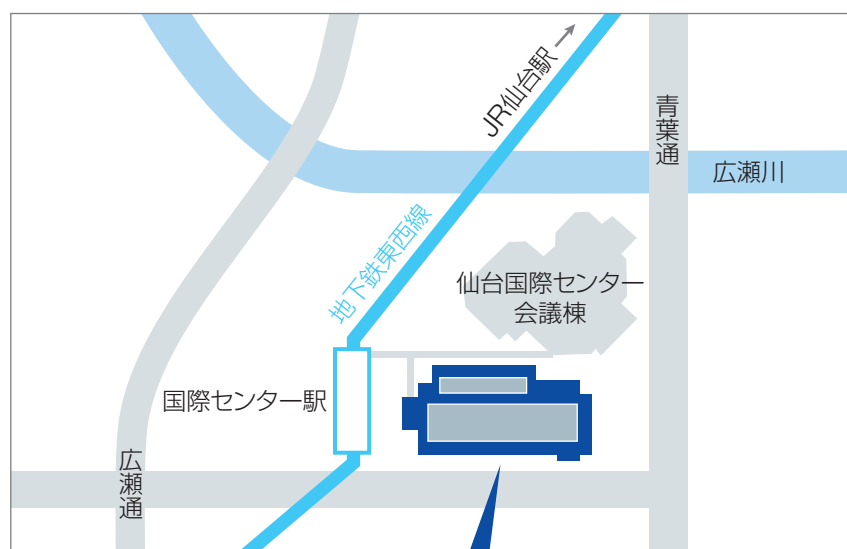 JR仙台駅
青葉通
広瀬川
地下鉄東西線
仙台国際センター
会議棟
国際センター駅
広瀬通